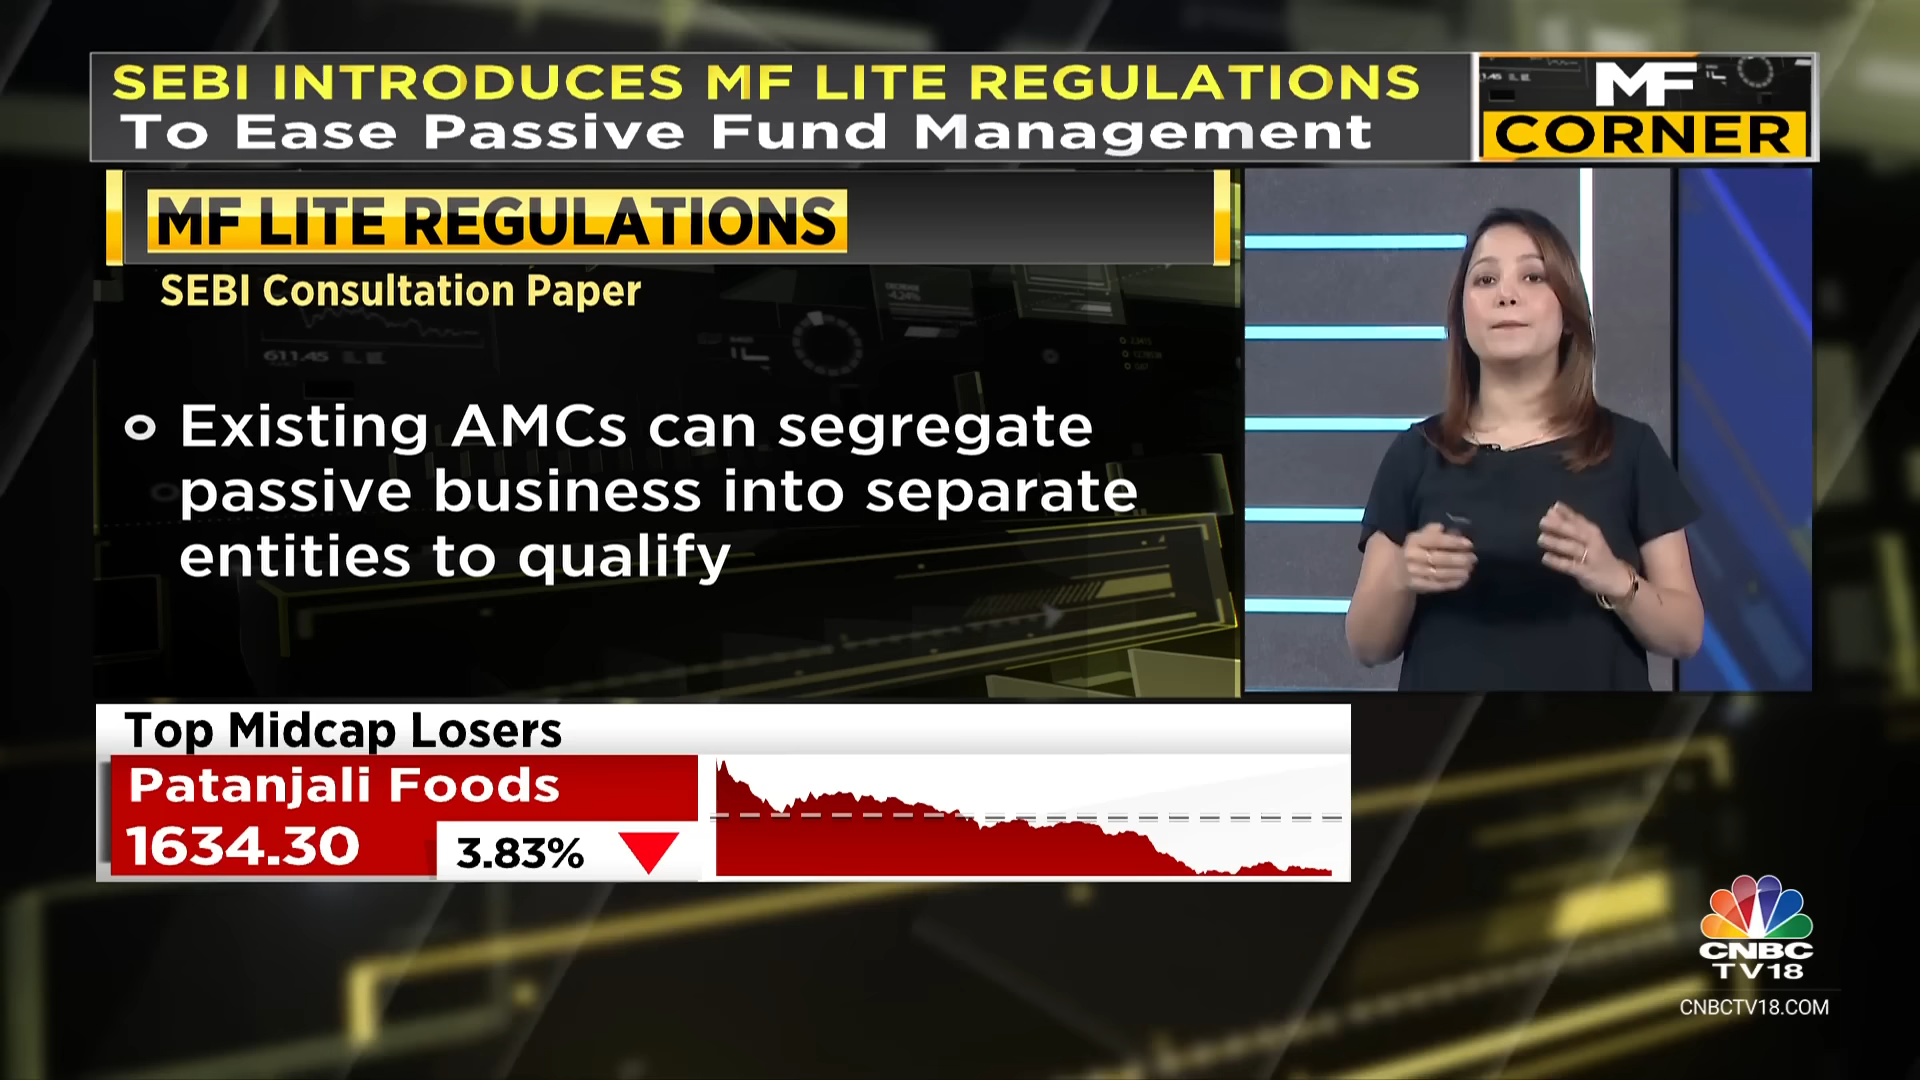 SEBI INTRODUCES MF LITE REGULATIONS
To Ease Passive Fund Management
MF
CORNER
MF LITE REGULATIONS
SEBI Consultation Paper
611.45
o Existing AMCs can segregate
passive business into separate
entities to qualify
Top Midcap Losers
Patanjali Foods
1634.30
3.83%
CNBC
TV18
CNBCTV18.COM